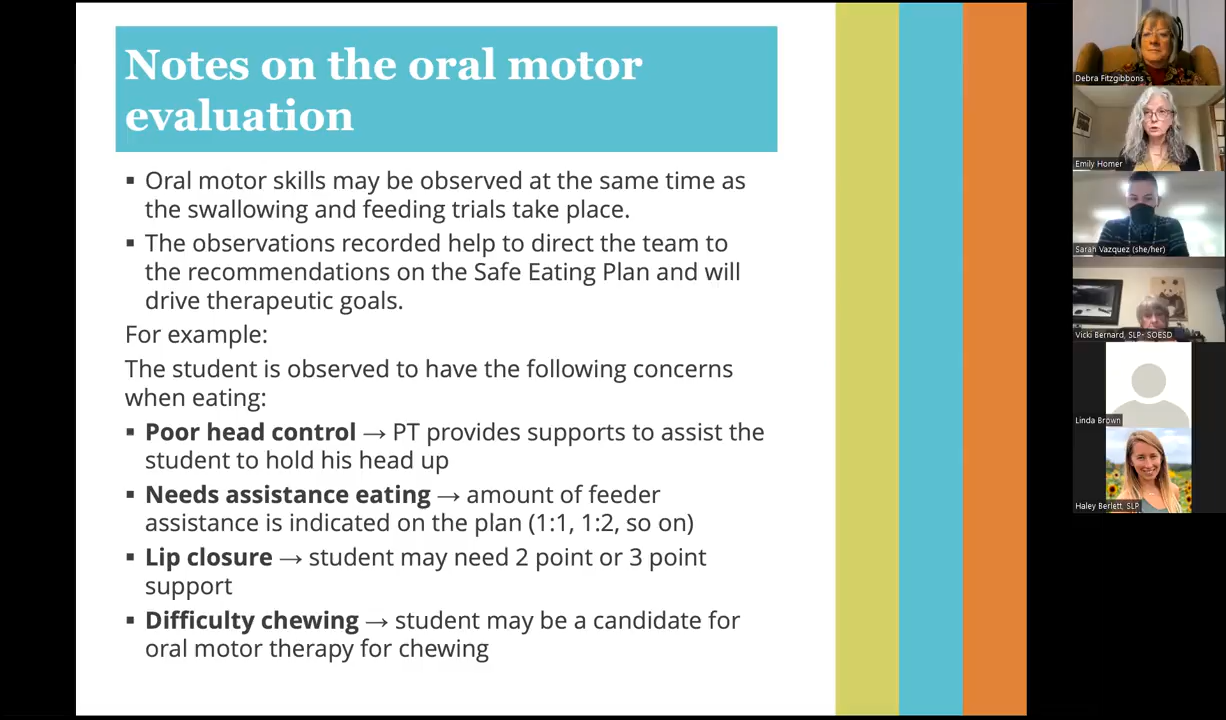 Notes on the oral motor
evaluation
▪ Oral motor skills may be observed at the same time as
the swallowing and feeding trials take place.
▪ The observations recorded help to direct the team to
the recommendations on the Safe Eating Plan and will
drive therapeutic goals.
For example:
The student is observed to have the following concerns
when eating:
▪ Poor head control → PT provides supports to assist the
student to hold his head up
▪ Needs assistance eating → amount of feeder
assistance is indicated on the plan (1:1, 1:2, so on)
▪ Lip closure → student may need 2 point or 3 point
support
▪ Difficulty chewing → student may be a candidate for
oral motor therapy for chewing
Debra Fitzgibbons
Emily Homer
Sarah Vazquez (she/her)
Vicki Bernard, SLP- SOESD
Linda Brown
Haley Berlett, SLP